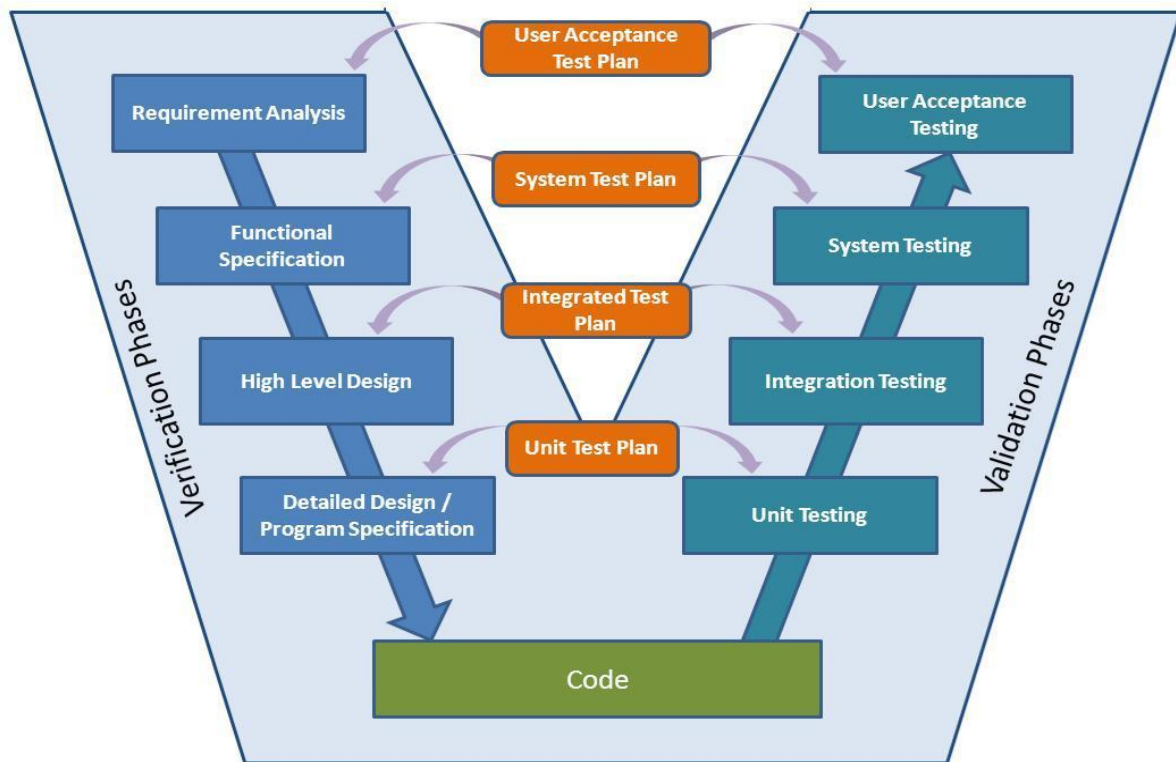 User Acceptance
Test Plan
Requirement Analysis
User Acceptance
Testing
System Test Plan
Functional
Specification
System Testing
Integrated Test
Plan
High Level Design
Integration Testing
Unit Test Plan
Detailed Design /
Program Specification
Unit Testing
Code
Verification Phases
Validation Phases